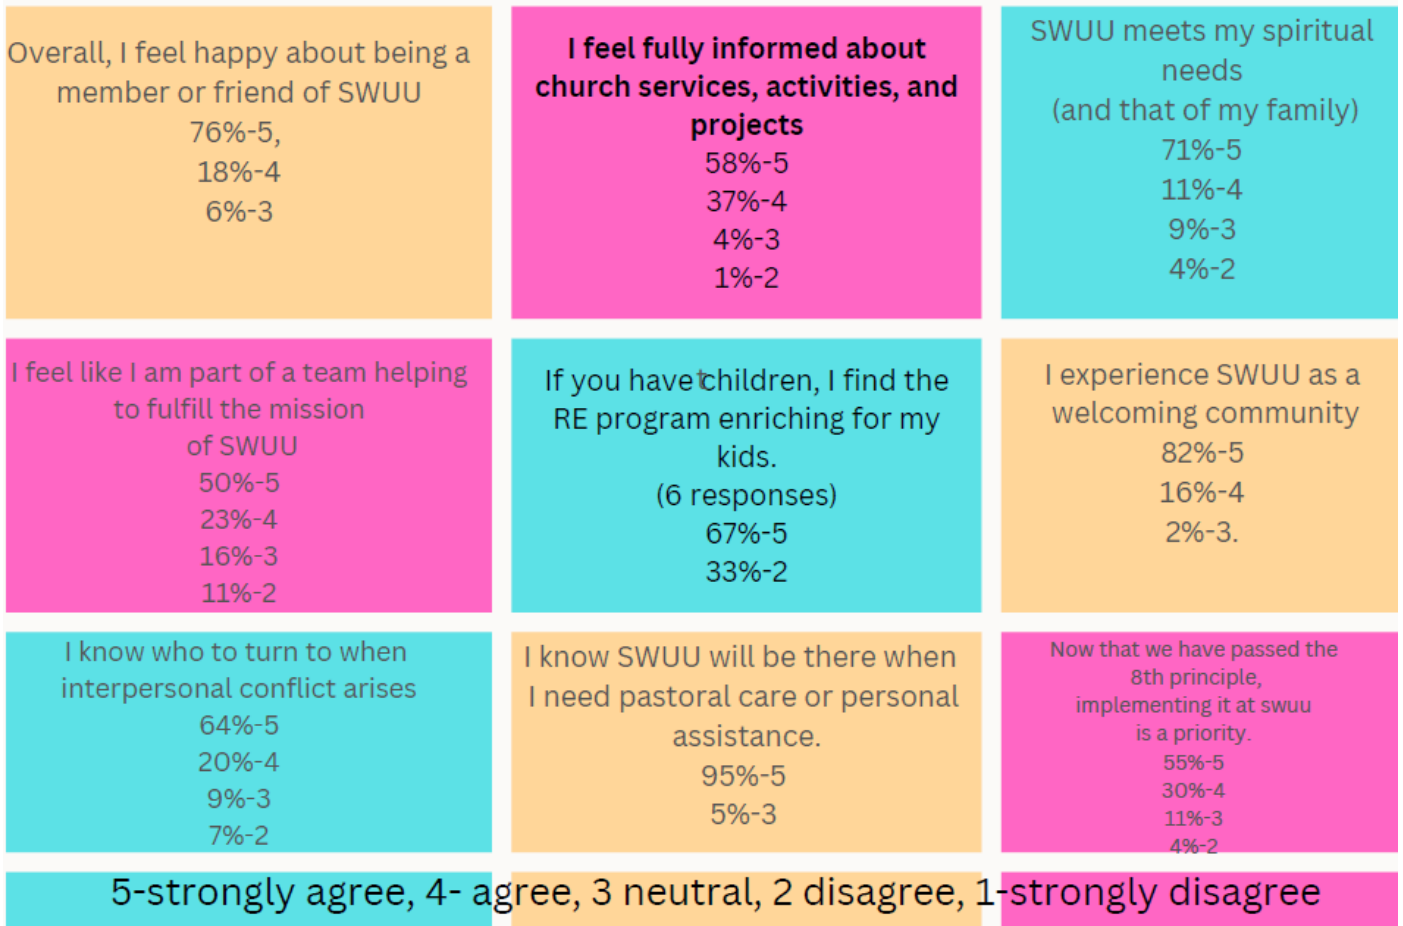 Overall, I feel happy about being a
member or friend of SWUU
76%-5,
18%-4
6%-3
I feel fully informed about
church services, activities, and
projects
58%-5
37%-4
4%-3
1%-2
SWUU meets my spiritual
needs
(and that of my family)
71%-5
11%-4
9%-3
4%-2
I feel like I am part of a team helping
to fulfill the mission
of SWUU
50%-5
23%-4
16%-3
11%-2
If you have tchildren, I find the
RE program enriching for my
kids.
(6 responses)
67%-5
33%-2
I experience SWUU as a
welcoming community
82%-5
16%-4
2%-3.
I know who to turn to when
interpersonal conflict arises
64%-5
20%-4
9%-3
7%-2
I know SWUU will be there when
I need pastoral care or personal
assistance.
95%-5
5%-3
Now that we have passed the
8th principle,
implementing it at swuu
is a priority.
55%-5
30%-4
11%-3
4%-2
5-strongly agree, 4- agree, 3 neutral, 2 disagree, 1-strongly disagree